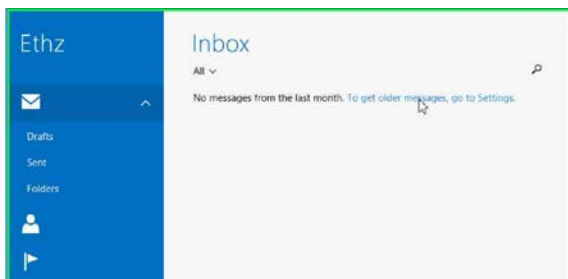 Ethz
Inbox
All
No messages from the last month. To get older messages, go to Settings.
Drafts
Sent
Folders